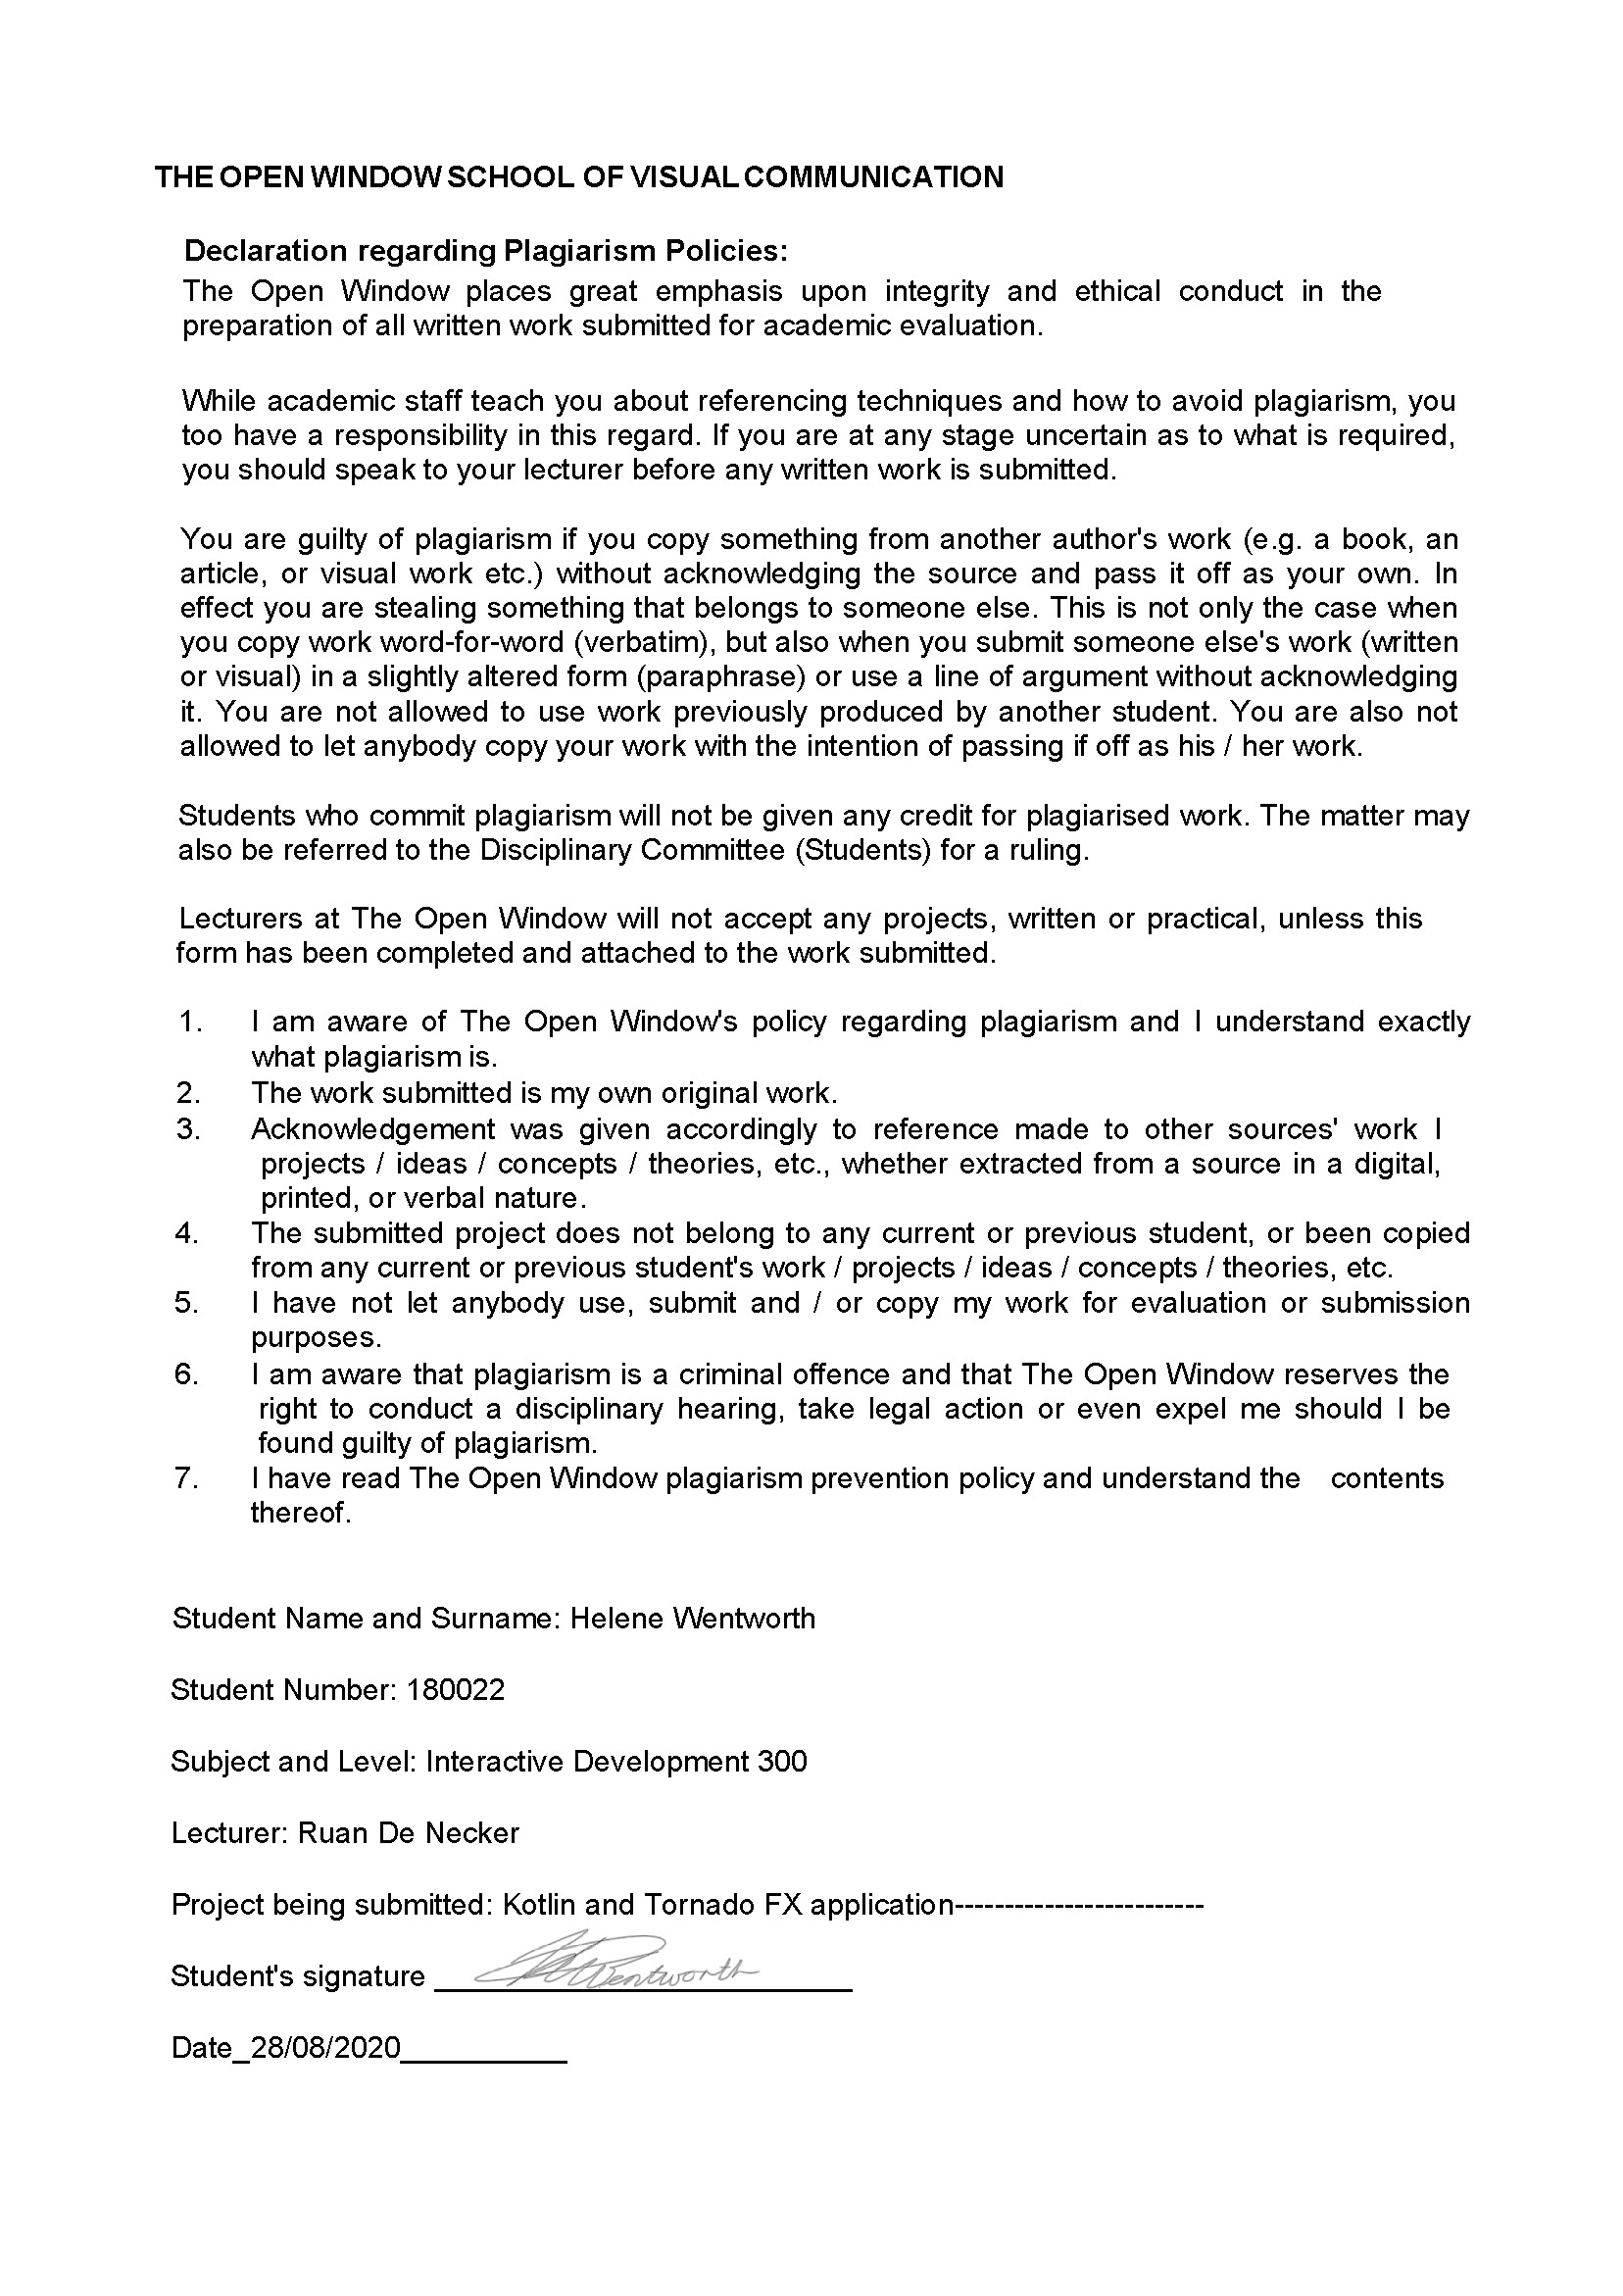 THE OPEN WINDOW SCHOOL OF VISUAL COMMUNICATION
Declaration regarding Plagiarism Policies:
The Open Window places great emphasis upon integrity and ethical conduct in the
preparation of all written work submitted for academic evaluation.
While academic staff teach you about referencing techniques and how to avoid plagiarism, you
too have a responsibility in this regard. If you are at any stage uncertain as to what is required,
you should speak to your lecturer before any written work is submitted.
You are guilty of plagiarism if you copy something from another author's work (e.g. a book, an
article, or visual work etc.) without acknowledging the source and pass it off as your own. In
effect you are stealing something that belongs to someone else. This is not only the case when
you copy work word-for-word (verbatim), but also when you submit someone else's work (written
or visual) in a slightly altered form (paraphrase) or use a line of argument without acknowledging
it. You are not allowed to use work previously produced by another student. You are also not
allowed to let anybody copy your work with the intention of passing if off as his / her work.
Students who commit plagiarism will not be given any credit for plagiarised work. The matter may
also be referred to the Disciplinary Committee (Students) for a ruling.
Lecturers at The Open Window will not accept any projects, written or practical, unless this
form has been completed and attached to the work submitted.
1. I am aware of The Open Window's policy regarding plagiarism and I understand exactly
what plagiarism is.
2. The work submitted is my own original work.
3. Acknowledgement was given accordingly to reference made to other sources' work I
projects / ideas / concepts / theories, etc., whether extracted from a source in a digital,
printed, or verbal nature.
4. The submitted project does not belong to any current or previous student, or been copied
from any current or previous student's work / projects / ideas / concepts / theories, etc.
5. I have not let anybody use, submit and / or copy my work for evaluation or submission
purposes.
6. I am aware that plagiarism is a criminal offence and that The Open Window reserves the
right to conduct a disciplinary hearing, take legal action or even expel me should I be
found guilty of plagiarism.
7. I have read The Open Window plagiarism prevention policy and understand the contents
thereof.
Student Name and Surname: Helene Wentworth
Student Number: 180022
Subject and Level: Interactive Development 300
Lecturer: Ruan De Necker
Project being submitted: Kotlin and Tornado FX application-------------------------
Student's signature Wentworth
Date_28/08/2020__________